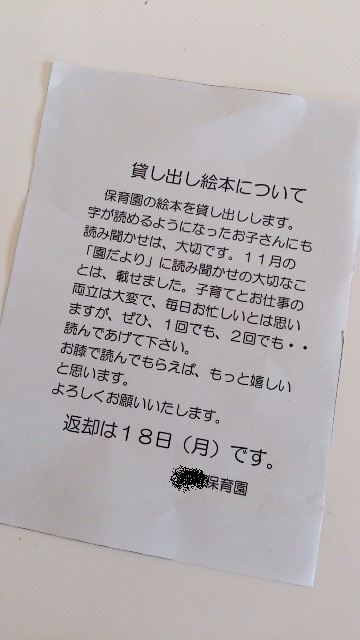 貸し出し絵本について
保育園の絵本を貸し出しします。
字が読めるようになったお子さんにも
読み聞かせは、大切です。11月の
「園だより」に読み聞かせの大切なこ
とは、載せました。子育てとお仕事の
両立は大変で、毎日お忙しいとは思い
ますが、ぜひ、1回でも、2回でも・・
読んであげて下さい。
お膝で読んでもらえば、もっと嬉しい
と思います。
よろしくお願いいたします。
返却は18日(月)です。
保育園